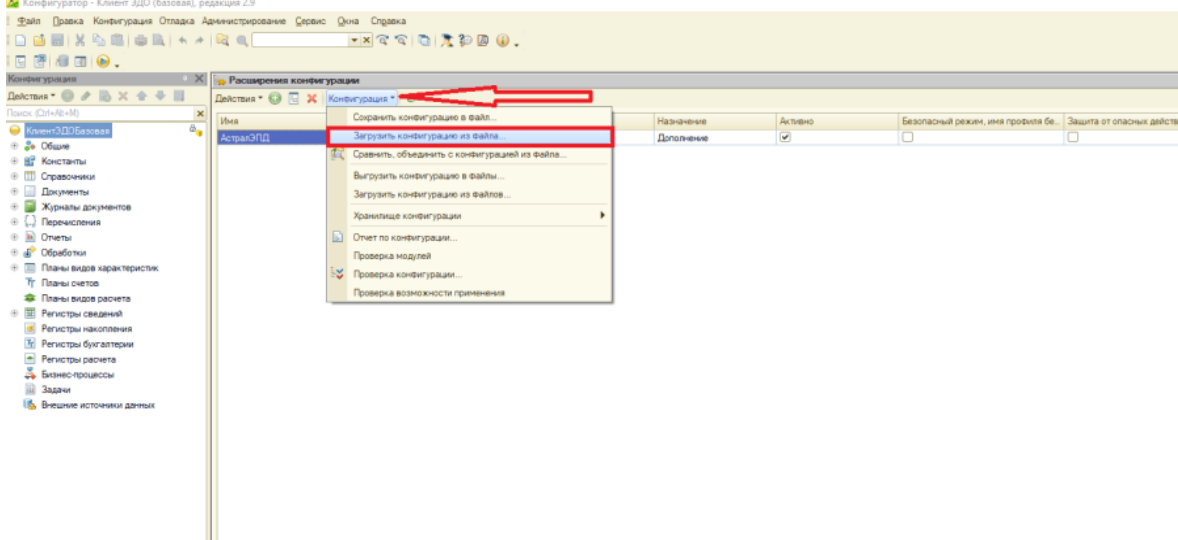 Конфигуратор - Клиент ЭДО (базовая), редакция 2.9
Файл Правка Конфигурация Отладка Администрирование Сервис Окна Справка
Конфигурация
Действия
Поиск (Ctrl+Alt+M)
КлиентЭДОБазовая
Общие
Константы
Справочники
Документы
Журналы документов
Перечисления
Отчеты
Обработки
Планы видов характеристик
Планы счетов
Планы видов расчета
Регистры сведений
Регистры накопления
Регистры бухгалтерии
Регистры расчета
Бизнес-процессы
Задачи
Внешние источники данных
Расширения конфигурации
Действия Конфигурация
Имя Назначение Активно Безопасный режим, имя профиля бе... Защита от опасных действ
АстралЭПД Дополнение
Сохранить конфигурацию в файл...
Загрузить конфигурацию из файла...
Сравнить, объединить с конфигурацией из файла...
Выгрузить конфигурацию в файлы...
Загрузить конфигурацию из файлов...
Хранилище конфигурации
Отчет по конфигурации...
Проверка модулей
Проверка конфигурации...
Проверка возможности применения